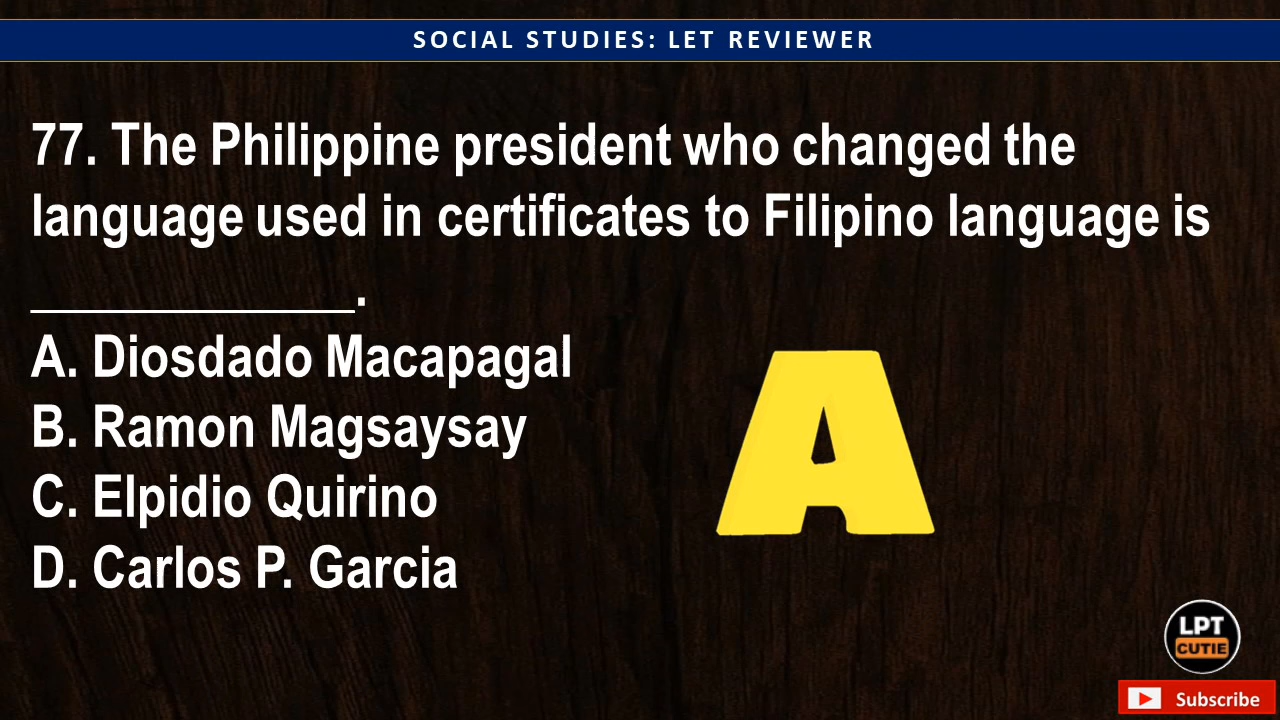 SOCIAL STUDIES: LET REVIEWER
77. The Philippine president who changed the
language used in certificates to Filipino language is
______________.
A. Diosdado Macapagal
B. Ramon Magsaysay
C. Elpidio Quirino
D. Carlos P. Garcia
A
LPT
CUTIE
Subscribe